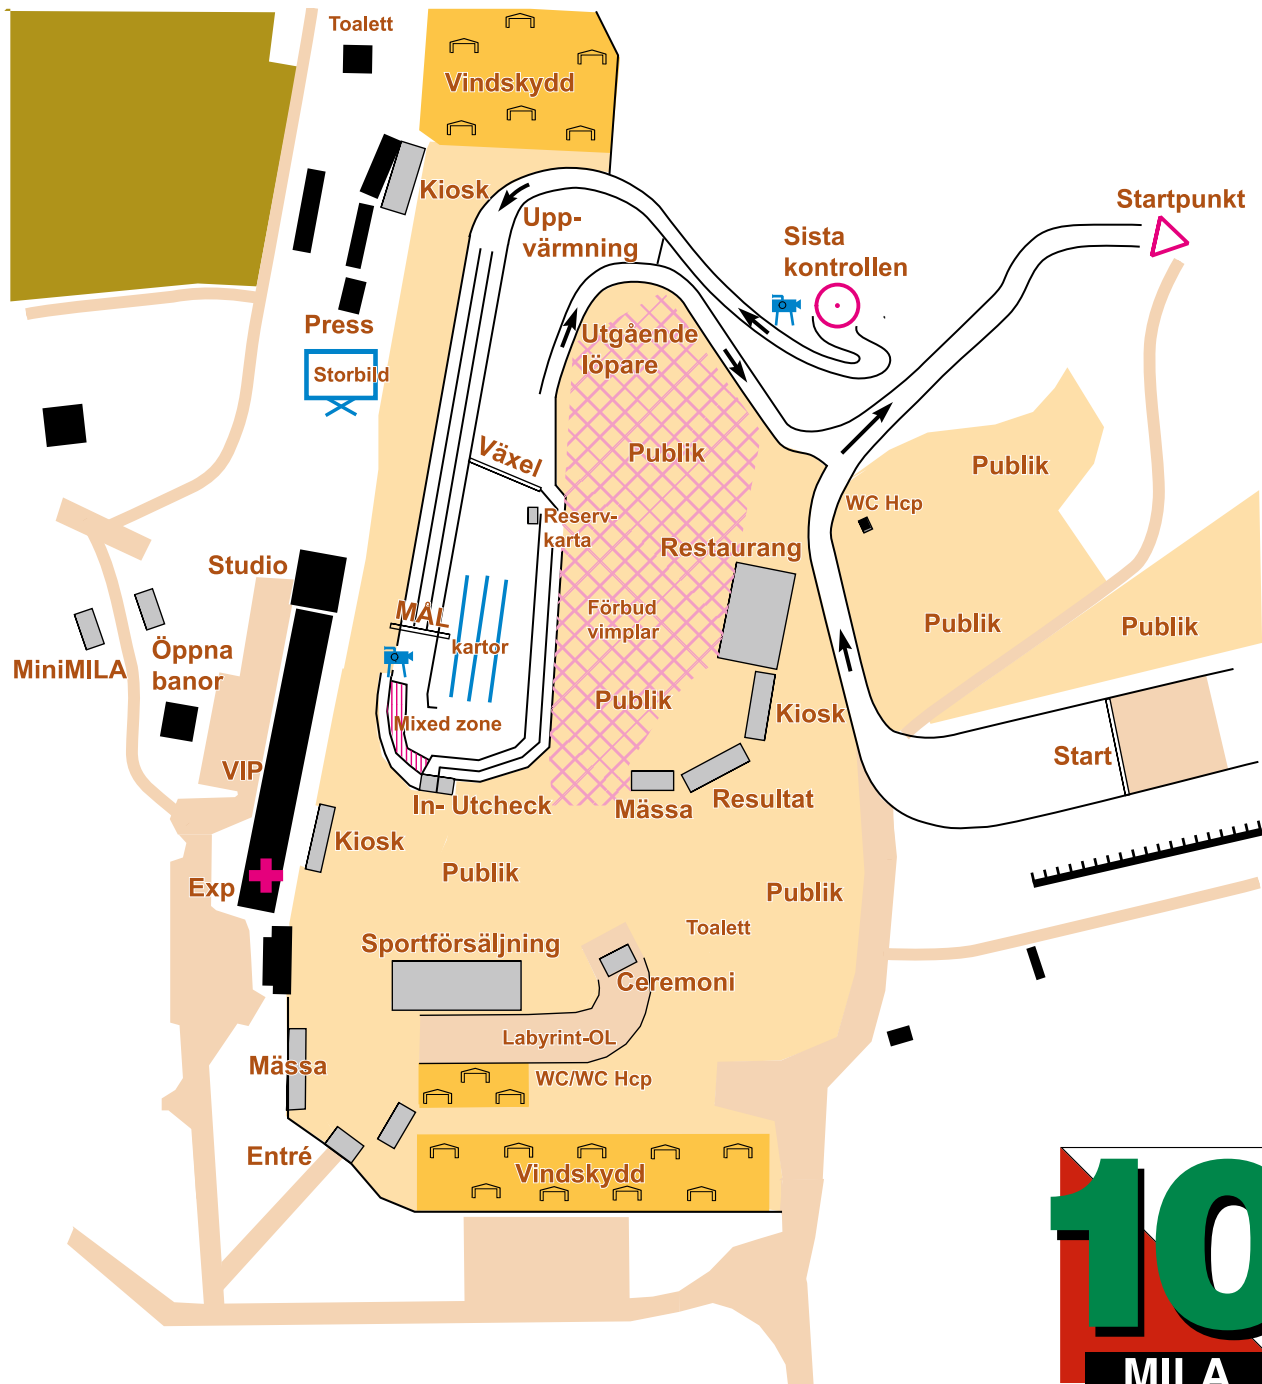 Toalett
Vindskydd
Kiosk
Upp-
värmning
Startpunkt
Sista
kontrollen
Press
Storbild
Utgående
löpare
Publik
Växel
Publik
WC Hcp
Reserv-
karta
Restaurang
Studio
MÅL
kartor
Förbud
vimplar
Publik
Publik
MiniMILA
Öppna
banor
Mixed zone
Publik
Kiosk
Start
VIP
In- Utcheck
Mässa
Resultat
Kiosk
Publik
Exp
Publik
Toalett
Sportförsäljning
Ceremoni
Labyrint-OL
Mässa
WC/WC Hcp
Entré
Vindskydd
10
MILA